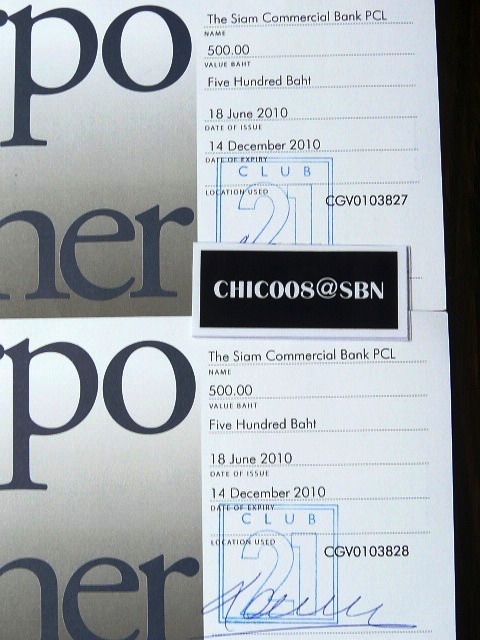 po
ner
The Siam Commercial Bank PCL
NAME
500.00
VALUE BAHT
Five Hundred Baht
18 June 2010
DATE OF ISSUE
14 December 2010
DATE OF EXPIRY
CLUB
21
LOCATION USED
CGV0103827
CHIC008@SBN
po
ner
The Siam Commercial Bank PCL
NAME
500.00
VALUE BAHT
Five Hundred Baht
18 June 2010
DATE OF ISSUE
14 December 2010
DATE OF EXPIRY
CLUB
21
LOCATION USED
CGV0103828